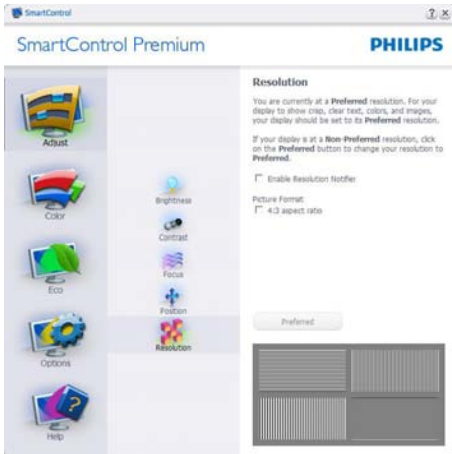 SmartControl
SmartControl Premium
PHILIPS
Adjust
Color
Eco
Options
Help
Brightness
Contrast
Focus
Position
Resolution
Resolution
You are currently at a Preferred resolution. For your
display to show crisp, clear text, colors, and images,
your display should be set to its Preferred resolution.
If your display is at a Non-Preferred resolution, click
on the Preferred button to change your resolution to
Preferred.
Enable Resolution Notifier
Picture Format:
4:3 aspect ratio
Preferred